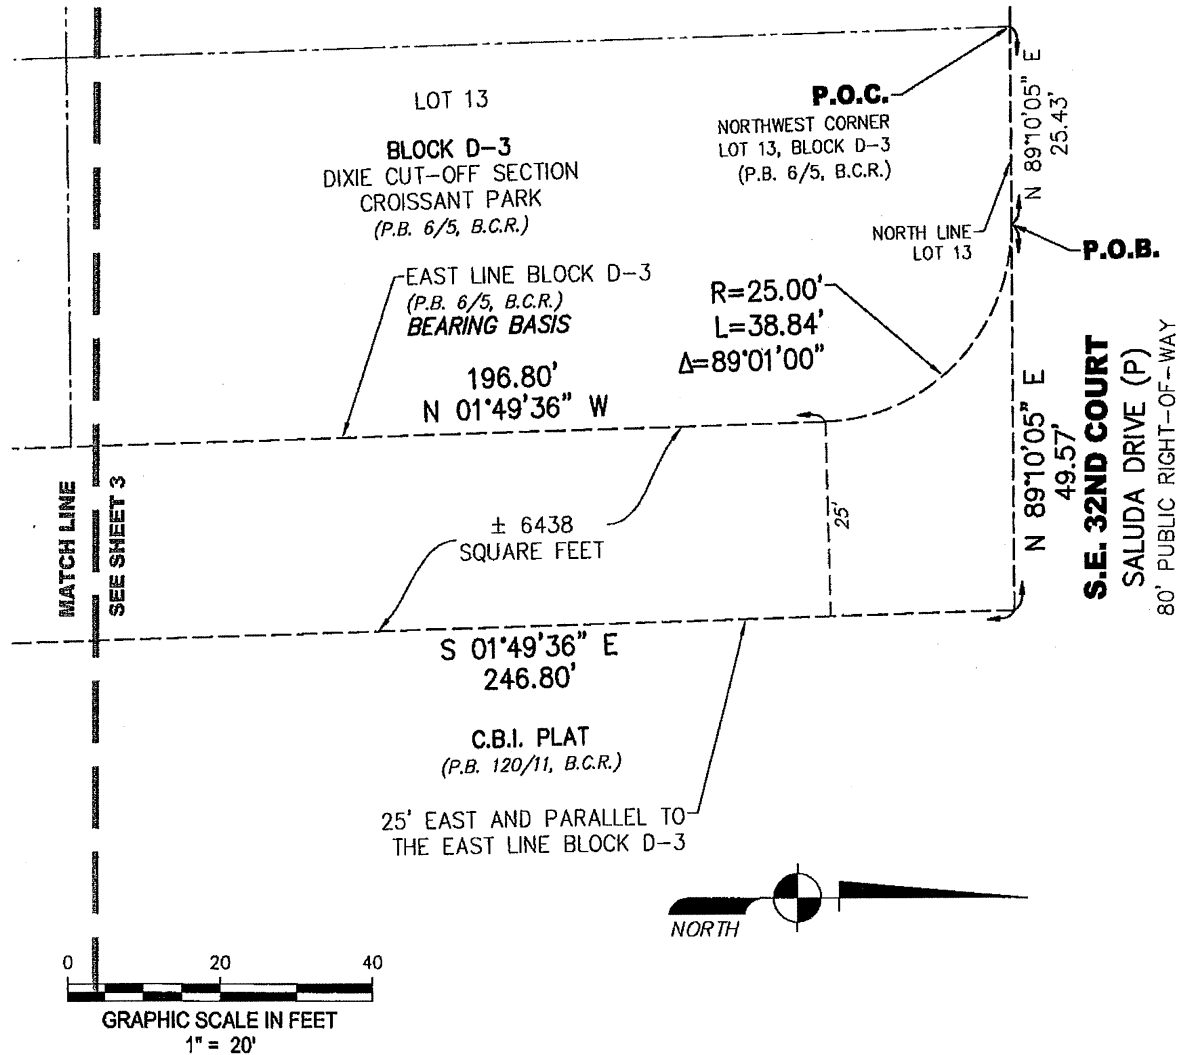 LOT 13
BLOCK D-3
DIXIE CUT-OFF SECTION
CROISSANT PARK
(P.B. 6/5, B.C.R.)
P.O.C.
NORTHWEST CORNER
LOT 13, BLOCK D-3
(P.B. 6/5, B.C.R.)
N 89°10'05" E
25.43'
NORTH LINE
LOT 13
P.O.B.
EAST LINE BLOCK D-3
(P.B. 6/5, B.C.R.)
BEARING BASIS
R=25.00'
L=38.84'
Δ=89°01'00"
196.80'
N 01°49'36" W
N 89°10'05" E
49.57'
S.E. 32ND COURT
SALUDA DRIVE (P)
80' PUBLIC RIGHT-OF-WAY
MATCH LINE
SEE SHEET 3
± 6438
SQUARE FEET
25'
S 01°49'36" E
246.80'
C.B.I. PLAT
(P.B. 120/11, B.C.R.)
25' EAST AND PARALLEL TO
THE EAST LINE BLOCK D-3
NORTH
0 20 40
GRAPHIC SCALE IN FEET
1" = 20'